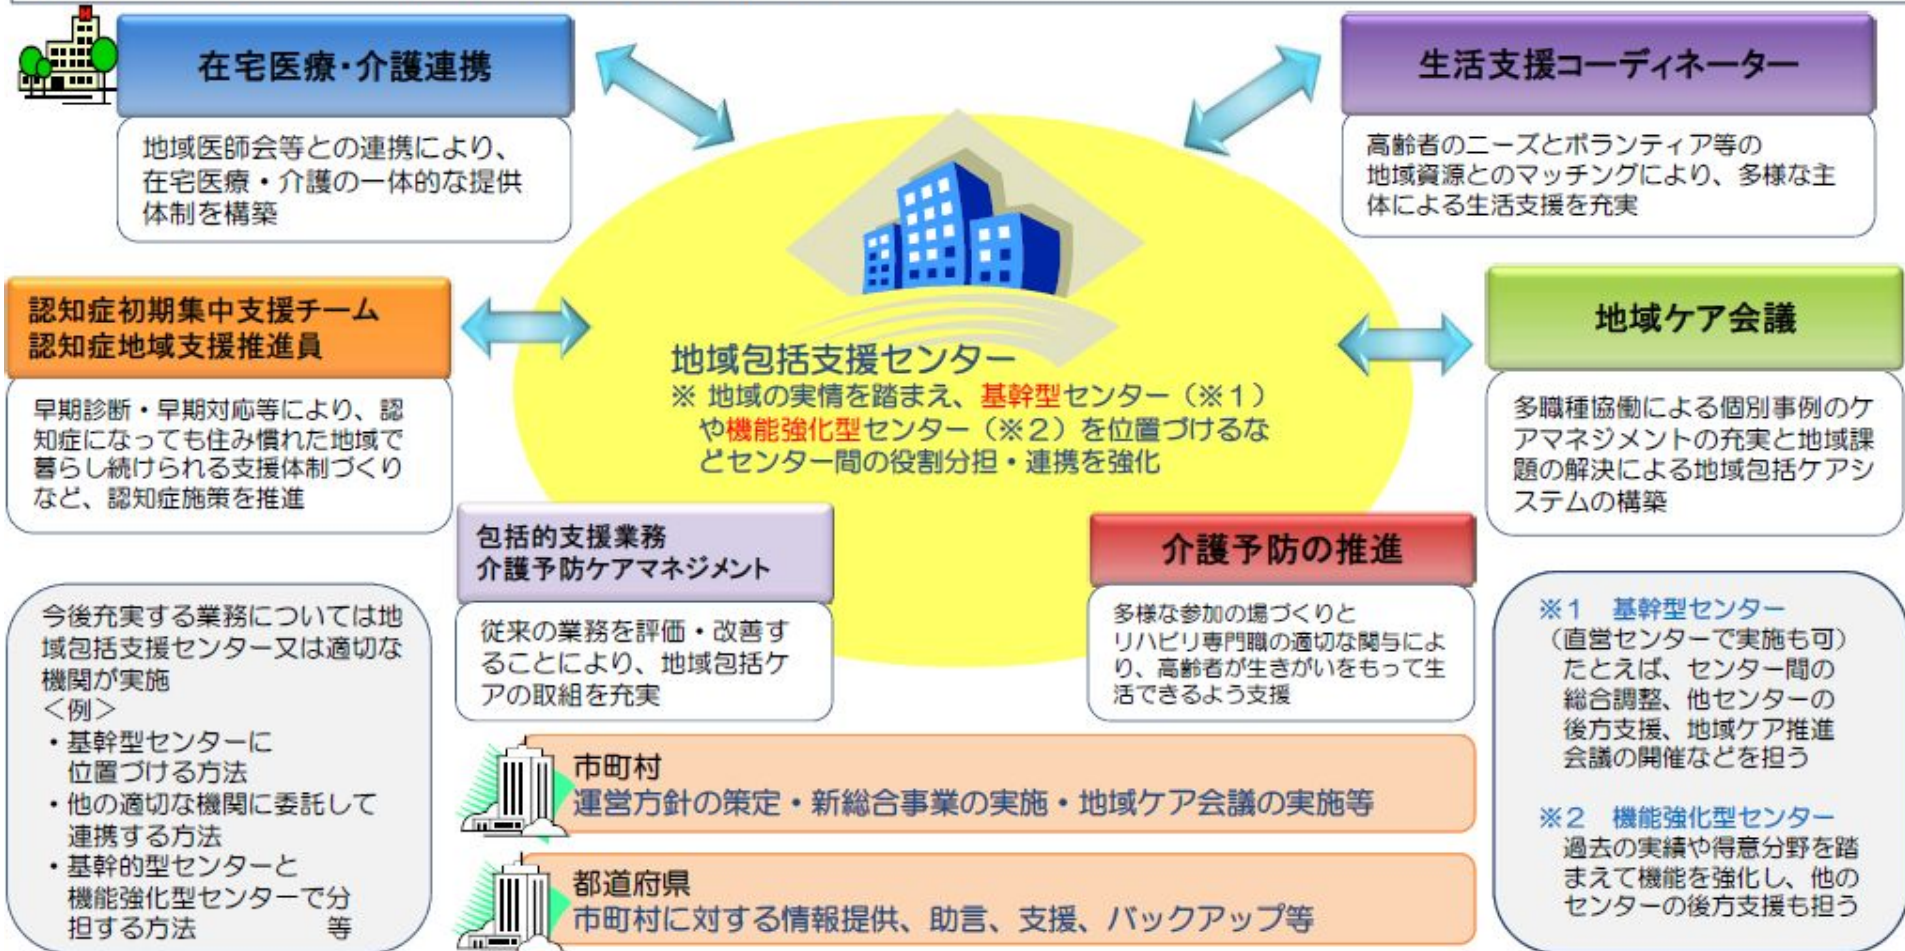 在宅医療・介護連携
地域医師会等との連携により、
在宅医療・介護の一体的な提供
体制を構築
生活支援コーディネーター
高齢者のニーズとボランティア等の
地域資源とのマッチングにより、多様な主
体による生活支援を充実
認知症初期集中支援チーム
認知症地域支援推進員
早期診断・早期対応等により、認
知症になっても住み慣れた地域で
暮らし続けられる支援体制づくり
など、認知症施策を推進
地域包括支援センター
※ 地域の実情を踏まえ、基幹型センター（※１）
や機能強化型センター（※２）を位置づけるな
どセンター間の役割分担・連携を強化
地域ケア会議
多職種協働による個別事例のケ
アマネジメントの充実と地域課
題の解決による地域包括ケアシ
ステムの構築
包括的支援業務
介護予防ケアマネジメント
従来の業務を評価・改善す
ることにより、地域包括ケ
アの取組を充実
介護予防の推進
多様な参加の場づくりと
リハビリ専門職の適切な関与によ
り、高齢者が生きがいをもって生
活できるよう支援
今後充実する業務については地
域包括支援センター又は適切な
機関が実施
＜例＞
・基幹型センターに
位置づける方法
・他の適切な機関に委託して
連携する方法
・基幹的型センターと
機能強化型センターで分
担する方法　　　　　等
市町村
運営方針の策定・新総合事業の実施・地域ケア会議の実施等
都道府県
市町村に対する情報提供、助言、支援、バックアップ等
※１　基幹型センター
（直営センターで実施も可）
たとえば、センター間の
総合調整、他センターの
後方支援、地域ケア推進
会議の開催などを担う
※２　機能強化型センター
過去の実績や得意分野を踏
まえて機能を強化し、他の
センターの後方支援も担う